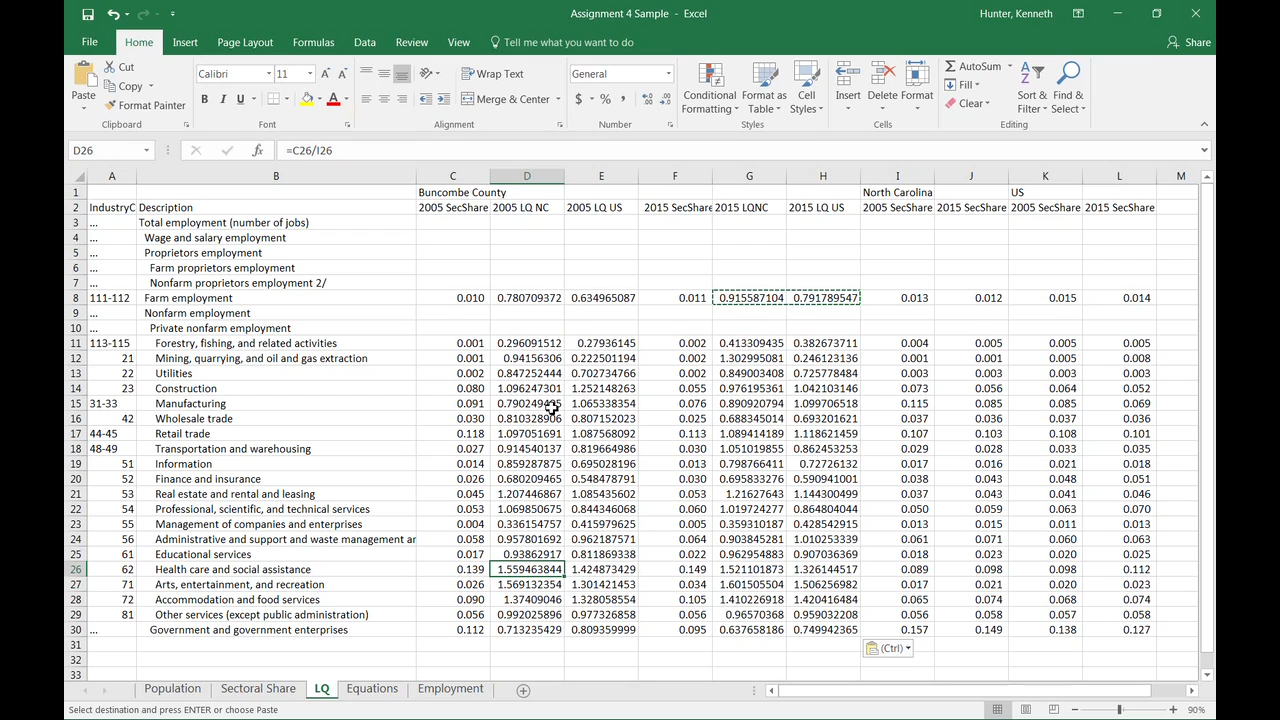 Assignment 4 Sample - Excel
Hunter, Kenneth
File Home Insert Page Layout Formulas Data Review View Tell me what you want to do Share
Paste
Cut
Copy
Format Painter
Clipboard
Calibri 11
B I U
Font
Wrap Text
Merge & Center
Alignment
General
$ % ,
Number
Conditional Formatting
Format as Table
Cell Styles
Styles
Insert Delete Format
Cells
AutoSum
Fill
Clear
Sort & Filter
Find & Select
Editing
D26 fx =C26/I26
A B C D E F G H I J K L M
1 Buncombe County North Carolina US
2 IndustryC Description 2005 SecShare 2005 LQ NC 2005 LQ US 2015 SecShare 2015 LQNC 2015 LQ US 2005 SecShare 2015 SecShare 2005 SecShare 2015 SecShare
3 ... Total employment (number of jobs)
4 ... Wage and salary employment
5 ... Proprietors employment
6 ... Farm proprietors employment
7 ... Nonfarm proprietors employment 2/
8 111-112 Farm employment 0.010 0.780709372 0.634965087 0.011 0.915587104 0.791789547 0.013 0.012 0.015 0.014
9 ... Nonfarm employment
10 ... Private nonfarm employment
11 113-115 Forestry, fishing, and related activities 0.001 0.296091512 0.27936145 0.002 0.413309435 0.382673711 0.004 0.005 0.005 0.005
12 21 Mining, quarrying, and oil and gas extraction 0.001 0.94156306 0.222501194 0.002 1.302995081 0.246123136 0.001 0.001 0.005 0.008
13 22 Utilities 0.002 0.847252444 0.702734766 0.002 0.849003408 0.725778484 0.003 0.003 0.003 0.003
14 23 Construction 0.080 1.096247301 1.252148263 0.055 0.976195361 1.042103146 0.073 0.056 0.064 0.052
15 31-33 Manufacturing 0.091 1.065338354 0.076 0.890920794 1.099706518 0.115 0.085 0.085 0.069
16 42 Wholesale trade 0.030 0.810328906 0.807152023 0.025 0.688345014 0.693201621 0.037 0.036 0.037 0.036
17 44-45 Retail trade 0.118 1.097051691 1.087568092 0.113 1.089414189 1.118621459 0.107 0.103 0.108 0.101
18 48-49 Transportation and warehousing 0.027 0.914540137 0.819664986 0.030 1.051019855 0.862453253 0.029 0.028 0.033 0.035
19 51 Information 0.014 0.859287875 0.695028196 0.013 0.798766411 0.72726132 0.017 0.016 0.021 0.018
20 52 Finance and insurance 0.026 0.680209465 0.548478791 0.030 0.695833276 0.590941001 0.038 0.043 0.048 0.051
21 53 Real estate and rental and leasing 0.045 1.207446867 1.085435602 0.053 1.21627643 1.144300499 0.037 0.043 0.041 0.046
22 54 Professional, scientific, and technical services 0.053 1.069850675 0.844346068 0.060 1.019724277 0.864804044 0.050 0.059 0.063 0.070
23 55 Management of companies and enterprises 0.004 0.336154757 0.415979625 0.005 0.359310187 0.428542915 0.013 0.015 0.011 0.013
24 56 Administrative and support and waste management ar 0.058 0.957801692 0.962187571 0.064 0.903845281 1.010253339 0.061 0.071 0.060 0.063
25 61 Educational services 0.017 0.93862917 0.811869338 0.022 0.962954883 0.907036369 0.018 0.023 0.020 0.025
26 62 Health care and social assistance 0.139 1.559463844 1.424873429 0.149 1.521101873 1.326144517 0.089 0.098 0.098 0.112
27 71 Arts, entertainment, and recreation 0.026 1.569132354 1.301421453 0.034 1.601505504 1.506256982 0.017 0.021 0.020 0.023
28 72 Accommodation and food services 0.090 1.37409046 1.328058554 0.105 1.410226918 1.420416484 0.065 0.074 0.068 0.074
29 81 Other services (except public administration) 0.056 0.992025896 0.977326858 0.056 0.96570368 0.959032208 0.056 0.058 0.057 0.058
30 ... Government and government enterprises 0.112 0.713235429 0.809359999 0.095 0.637658186 0.749942365 0.157 0.149 0.138 0.127
31 (Ctrl)
32
33
Population Sectoral Share LQ Equations Employment
Select destination and press ENTER or choose Paste 90%